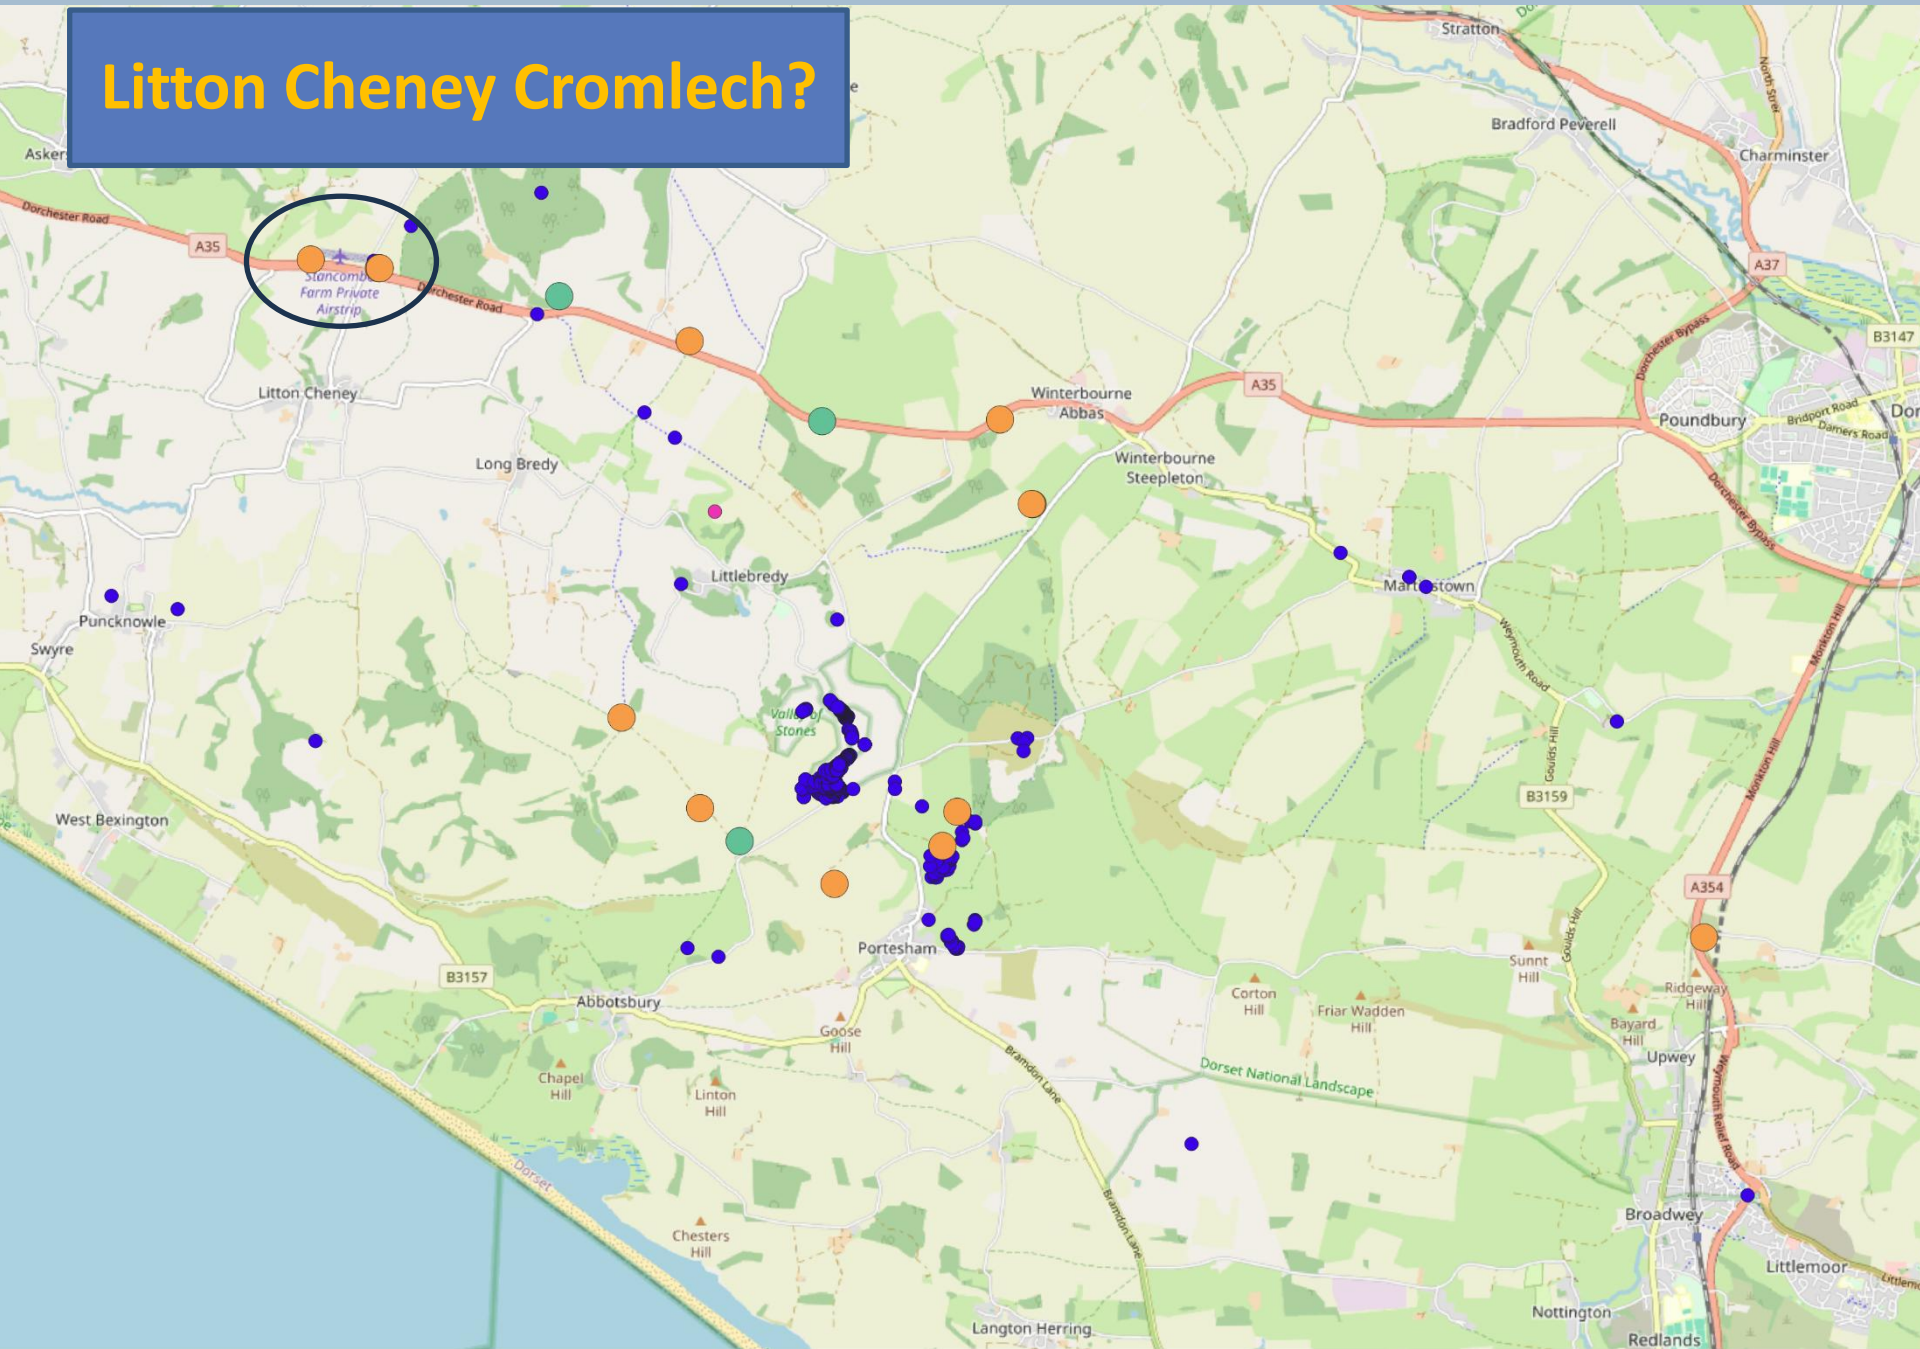 Litton Cheney Cromlech?
Stratton
North Street
Bradford Peverell
Charminster
Dorchester Road
A35
A37
Stancombe
Farm Private
Airstrip
Dorchester Road
Dorchester Bypass
B3147
Litton Cheney
Winterbourne
Abbas
A35
Poundbury
Bridport Road
Damers Road
Long Bredy
Winterbourne
Steepleton
Dorchester Bypass
Littlebredy
Puncknowle
Swyre
Weymouth Road
Monkton Hill
Valley of
Stones
Goulds Hill
Monkton Hill
B3159
West Bexington
A354
Portesham
Goulds Hill
B3157
Sunnt
Hill
Ridgeway
Hill
Abbotsbury
Corton
Hill
Friar Wadden
Hill
Goose
Hill
Bayard
Hill
Upwey
Bramdon Lane
Chapel
Hill
Linton
Hill
Dorset National Landscape
Weymouth Relief Road
Dorset
Bramdon Lane
Broadwey
Chesters
Hill
Littlemoor
Nottington
Langton Herring
Redlands